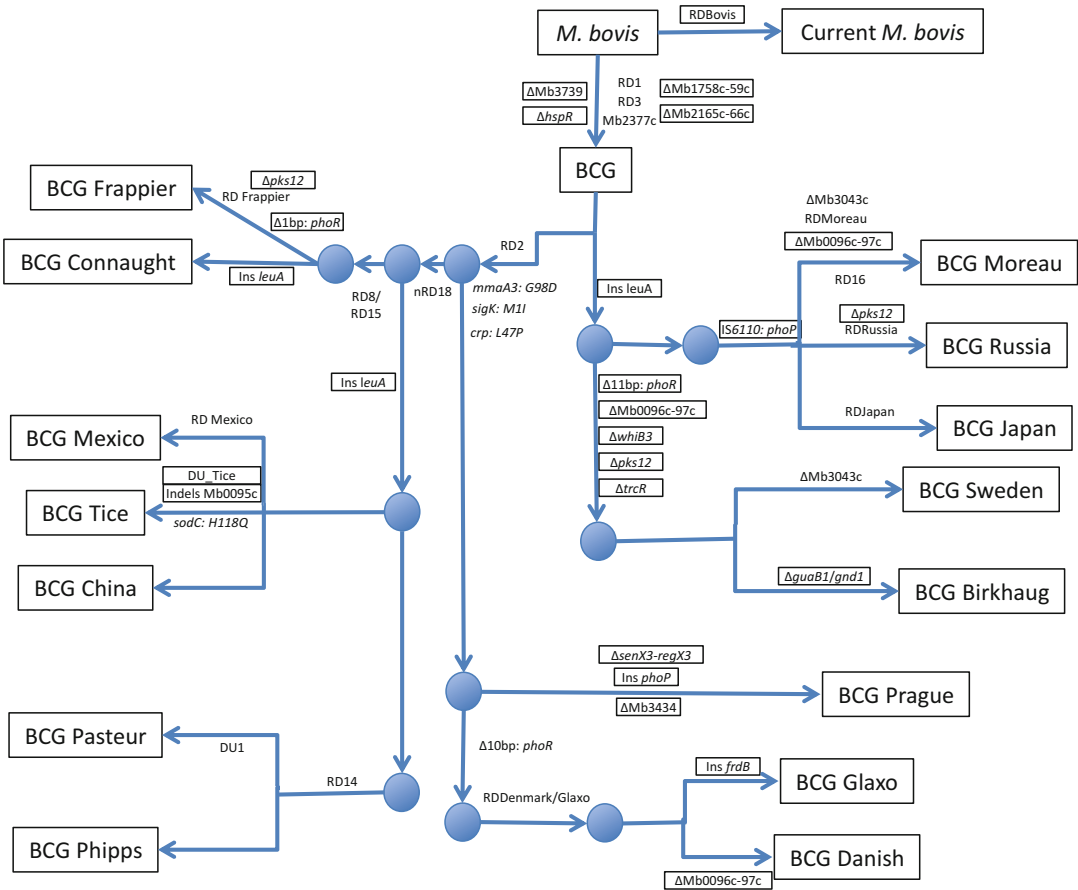 RDBovis
M. bovis
Current M. bovis
ΔMb3739
RD1
ΔMb1758c-59c
RD3
ΔhspR
Mb2377c
ΔMb2165c-66c
BCG
BCG Frappier
Δpks12
RD Frappier
Δ1bp: phoR
BCG Connaught
Ins leuA
RD8/
RD15
nRD18
RD2
mmaA3: G98D
sigK: M1I
crp: L47P
Ins leuA
ΔMb3043c
RDMoreau
ΔMb0096c-97c
BCG Moreau
RD16
IS6110: phoP
Δpks12
RDRussia
BCG Russia
RDJapan
BCG Japan
Δ11bp: phoR
ΔMb0096c-97c
ΔwhiB3
Δpks12
ΔtrcR
Ins leuA
RD Mexico
BCG Mexico
DU_Tice
Indels Mb0095c
BCG Tice
sodC: H118Q
BCG China
ΔMb3043c
BCG Sweden
ΔguaB1/gnd1
BCG Birkhaug
ΔsenX3-regX3
Ins phoP
ΔMb3434
BCG Prague
BCG Pasteur
DU1
RD14
BCG Phipps
Δ10bp: phoR
RDDenmark/Glaxo
Ins frdB
BCG Glaxo
BCG Danish
ΔMb0096c-97c